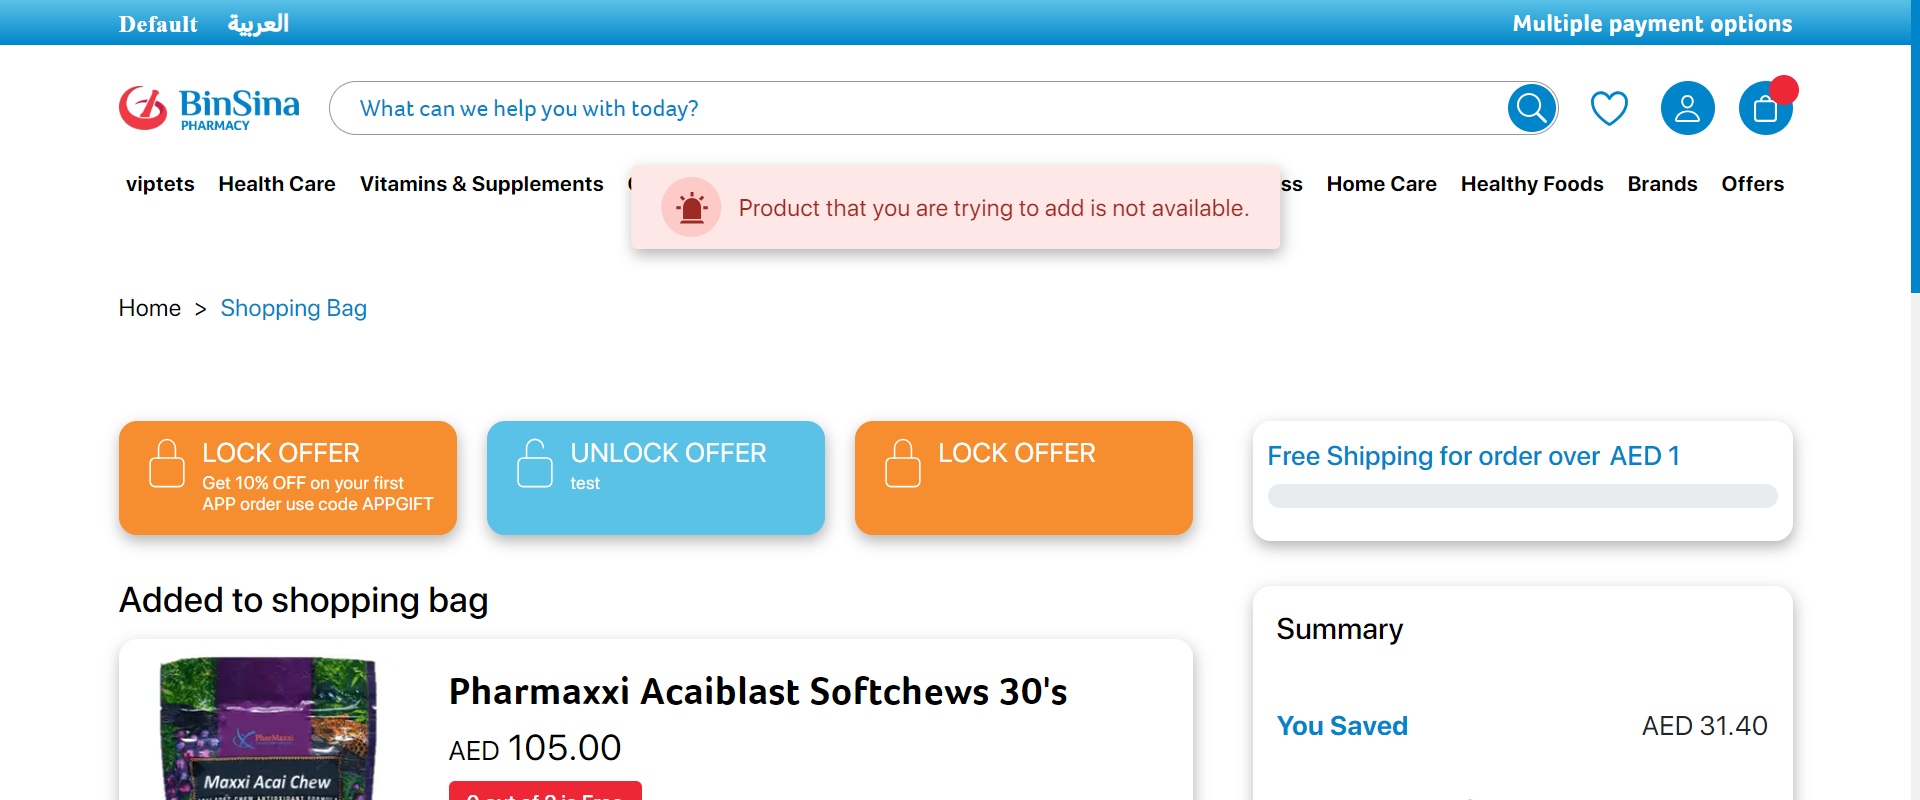 Default العربية
Multiple payment options
BinSina
PHARMACY
What can we help you with today?
viptets Health Care Vitamins & Supplements
ss Home Care Healthy Foods Brands Offers
Product that you are trying to add is not available.
Home > Shopping Bag
LOCK OFFER
Get 10% OFF on your first
APP order use code APPGIFT
UNLOCK OFFER
test
LOCK OFFER
Free Shipping for order over AED 1
Added to shopping bag
Pharmaxxi Acaiblast Softchews 30's
AED 105.00
PharMaxxi
Maxxi Acai Chew
Summary
You Saved AED 31.40